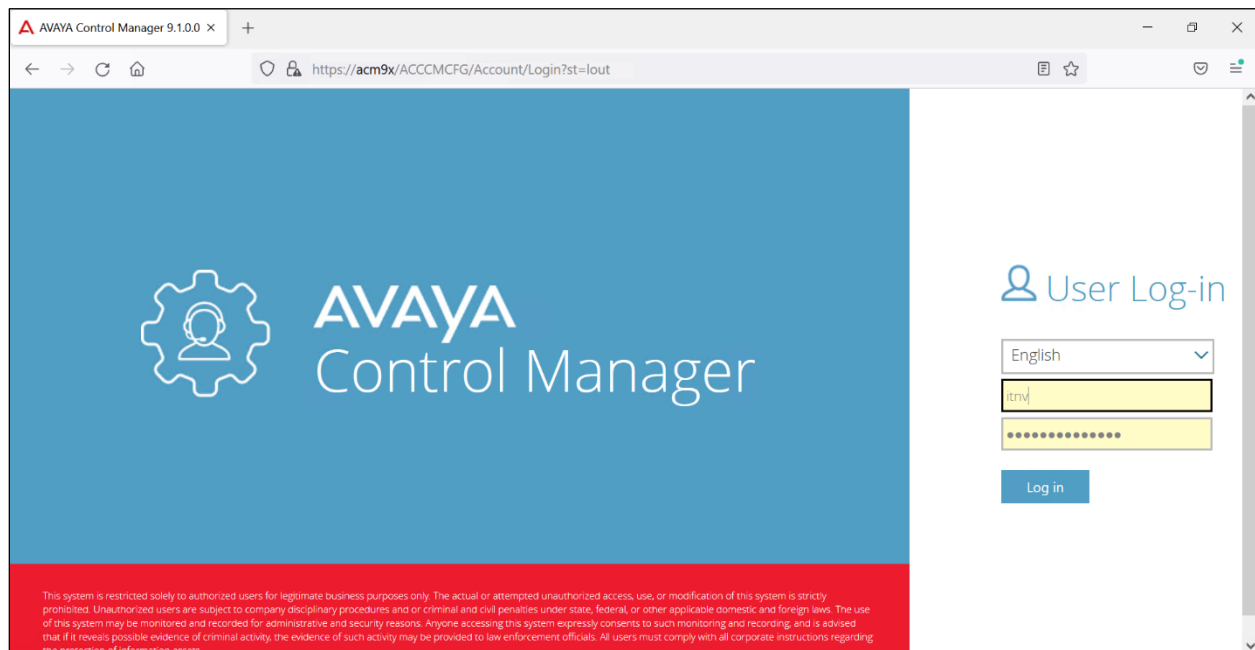 AVAYA Control Manager 9.1.0.0
https://acm9x/ACCCMCFG/Account/Login?st=lout
AVAYA
Control Manager
User Log-in
English
itnv
Log in
This system is restricted solely to authorized users for legitimate business purposes only. The actual or attempted unauthorized access, use, or modification of this system is strictly
prohibited. Unauthorized users are subject to company disciplinary procedures and or criminal and civil penalties under state, federal, or other applicable domestic and foreign laws. The use
of this system may be monitored and recorded for administrative and security reasons. Anyone accessing this system expressly consents to such monitoring and recording, and is advised
that if it reveals possible evidence of criminal activity, the evidence of such activity may be provided to law enforcement officials. All users must comply with all corporate instructions regarding
the protection of information assets.